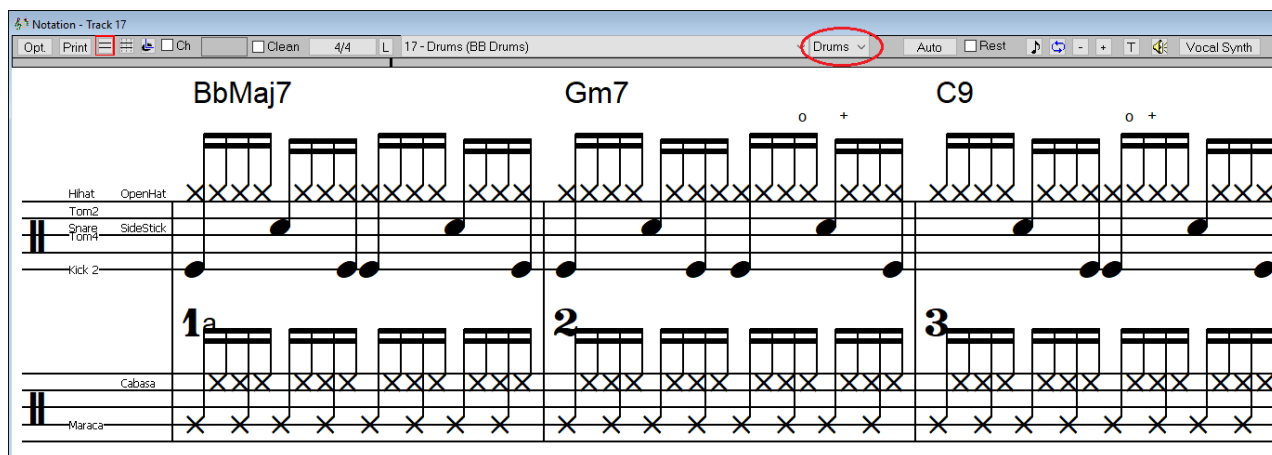 Notation - Track 17
Opt. Print Ch Clean 4/4 L 17 - Drums (BB Drums) Drums Auto Rest - + T Vocal Synth
BbMaj7 Gm7 C9
o + o +
Hihat OpenHat
Tom2
Snare SideStick
Tom4
Kick 2
1a 2 3
Cabasa
Maraca